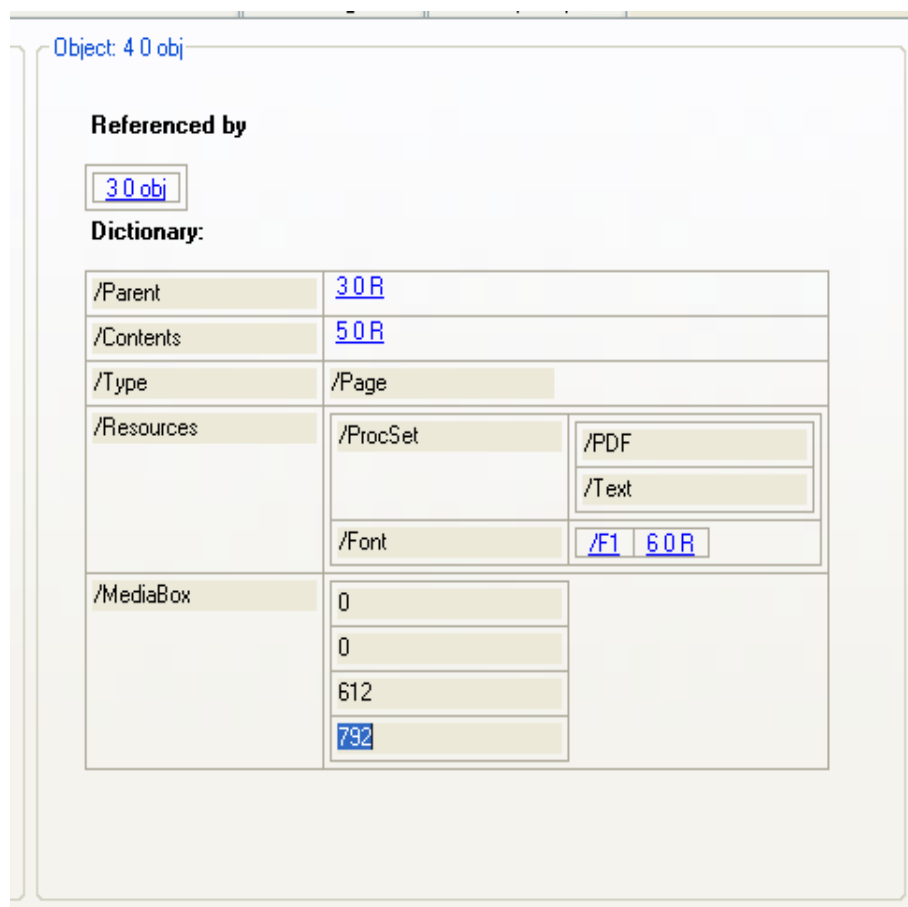 Object: 4 0 obj
Referenced by
3 0 obj
Dictionary:
/Parent 3 0 R
/Contents 5 0 R
/Type /Page
/Resources /ProcSet /PDF
/Text
/Font /F1 6 0 R
/MediaBox 0
0
612
792